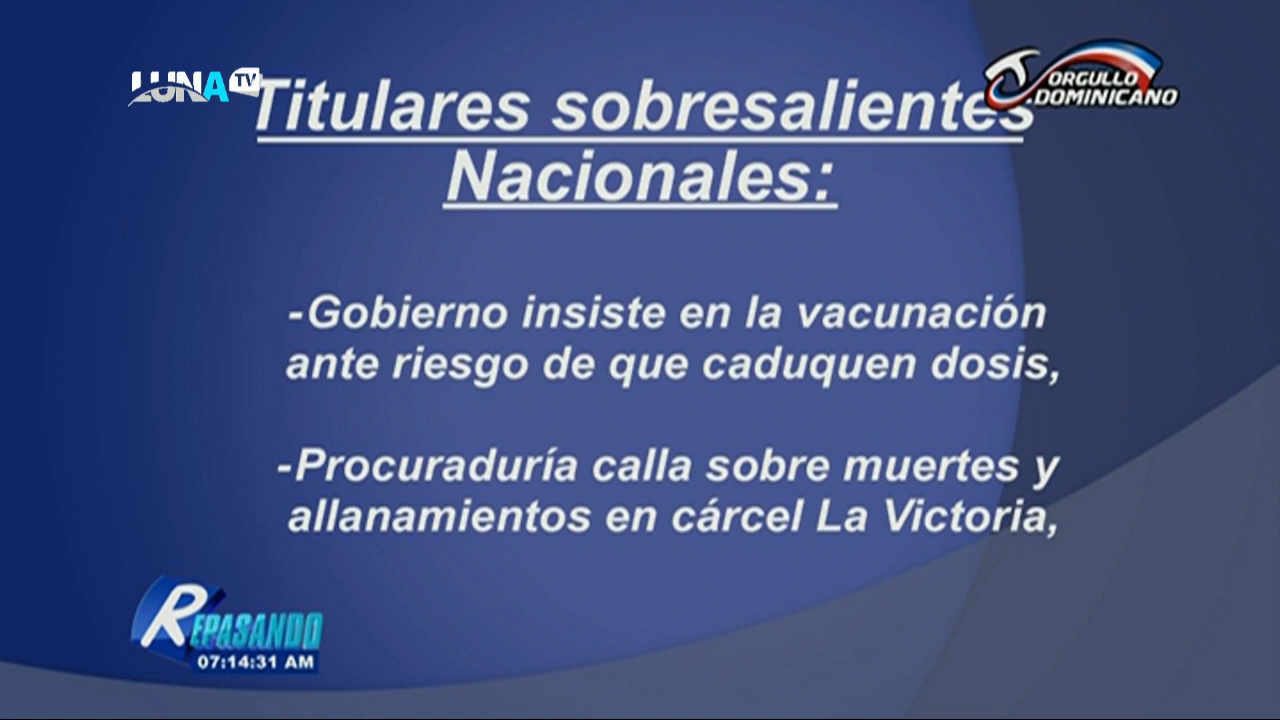 LUNA TV
ORGULLO
DOMINICANO
Titulares sobresalientes
Nacionales:
-Gobierno insiste en la vacunación
ante riesgo de que caduquen dosis,
-Procuraduría calla sobre muertes y
allanamientos en cárcel La Victoria,
REPASANDO
07:14:31 AM